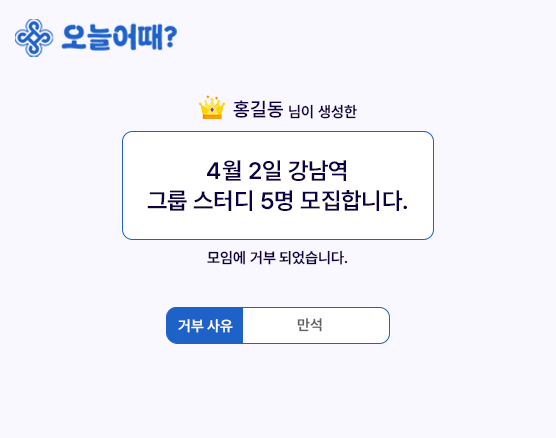 오늘어때?
홍길동 님이 생성한
4월 2일 강남역
그룹 스터디 5명 모집합니다.
모임에 거부 되었습니다.
거부 사유 만석